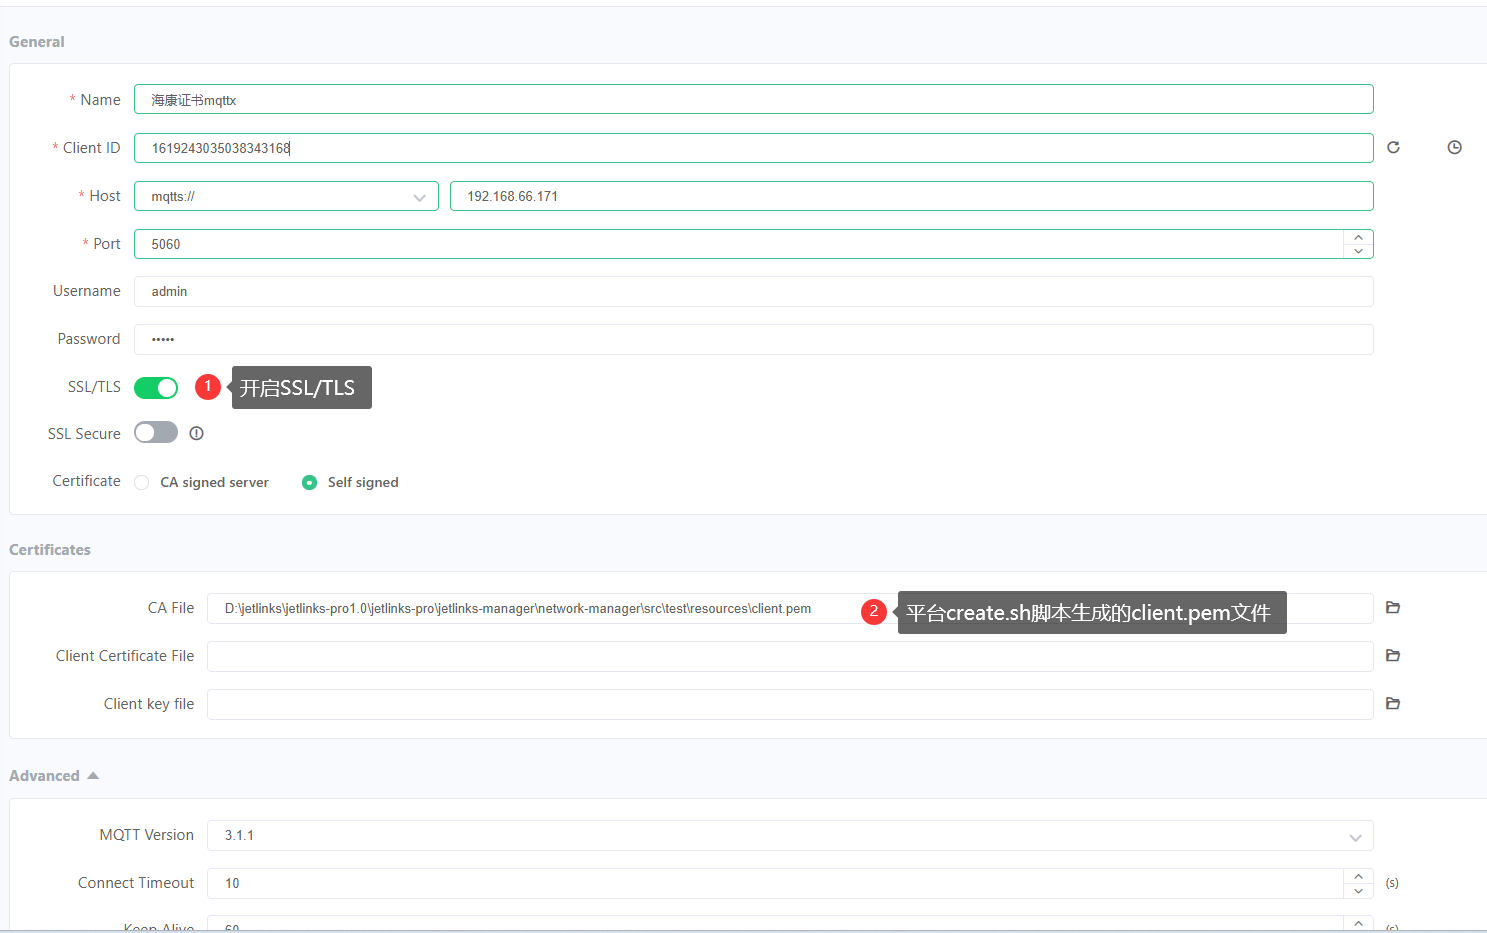 General
* Name 海康证书mqttx
* Client ID 1619243035038343168
* Host mqtts:// 192.168.66.171
* Port 5060
Username admin
Password •••••
SSL/TLS 1 开启SSL/TLS
SSL Secure
Certificate CA signed server Self signed
Certificates
CA File D:\jetlinks\jetlinks-pro1.0\jetlinks-pro\jetlinks-manager\network-manager\src\test\resources\client.pem 2 平台create.sh脚本生成的client.pem文件
Client Certificate File
Client key file
Advanced
MQTT Version 3.1.1
Connect Timeout 10 (s)
Keep Alive 60 (s)